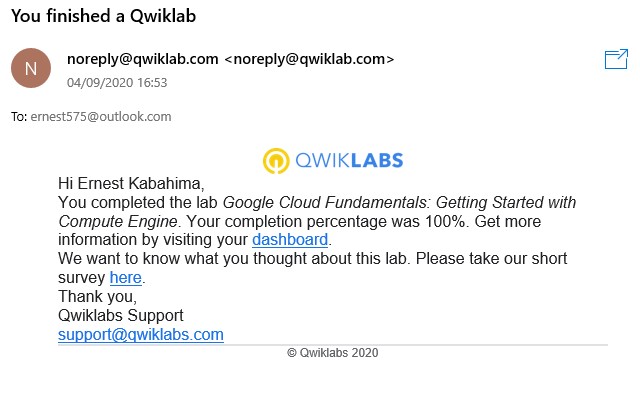 You finished a Qwiklab
N
noreply@qwiklab.com <noreply@qwiklab.com>
04/09/2020 16:53
To: ernest575@outlook.com
QWIKLABS
Hi Ernest Kabahima,
You completed the lab Google Cloud Fundamentals: Getting Started with
Compute Engine. Your completion percentage was 100%. Get more
information by visiting your dashboard.
We want to know what you thought about this lab. Please take our short
survey here.
Thank you,
Qwiklabs Support
support@qwiklabs.com
© Qwiklabs 2020